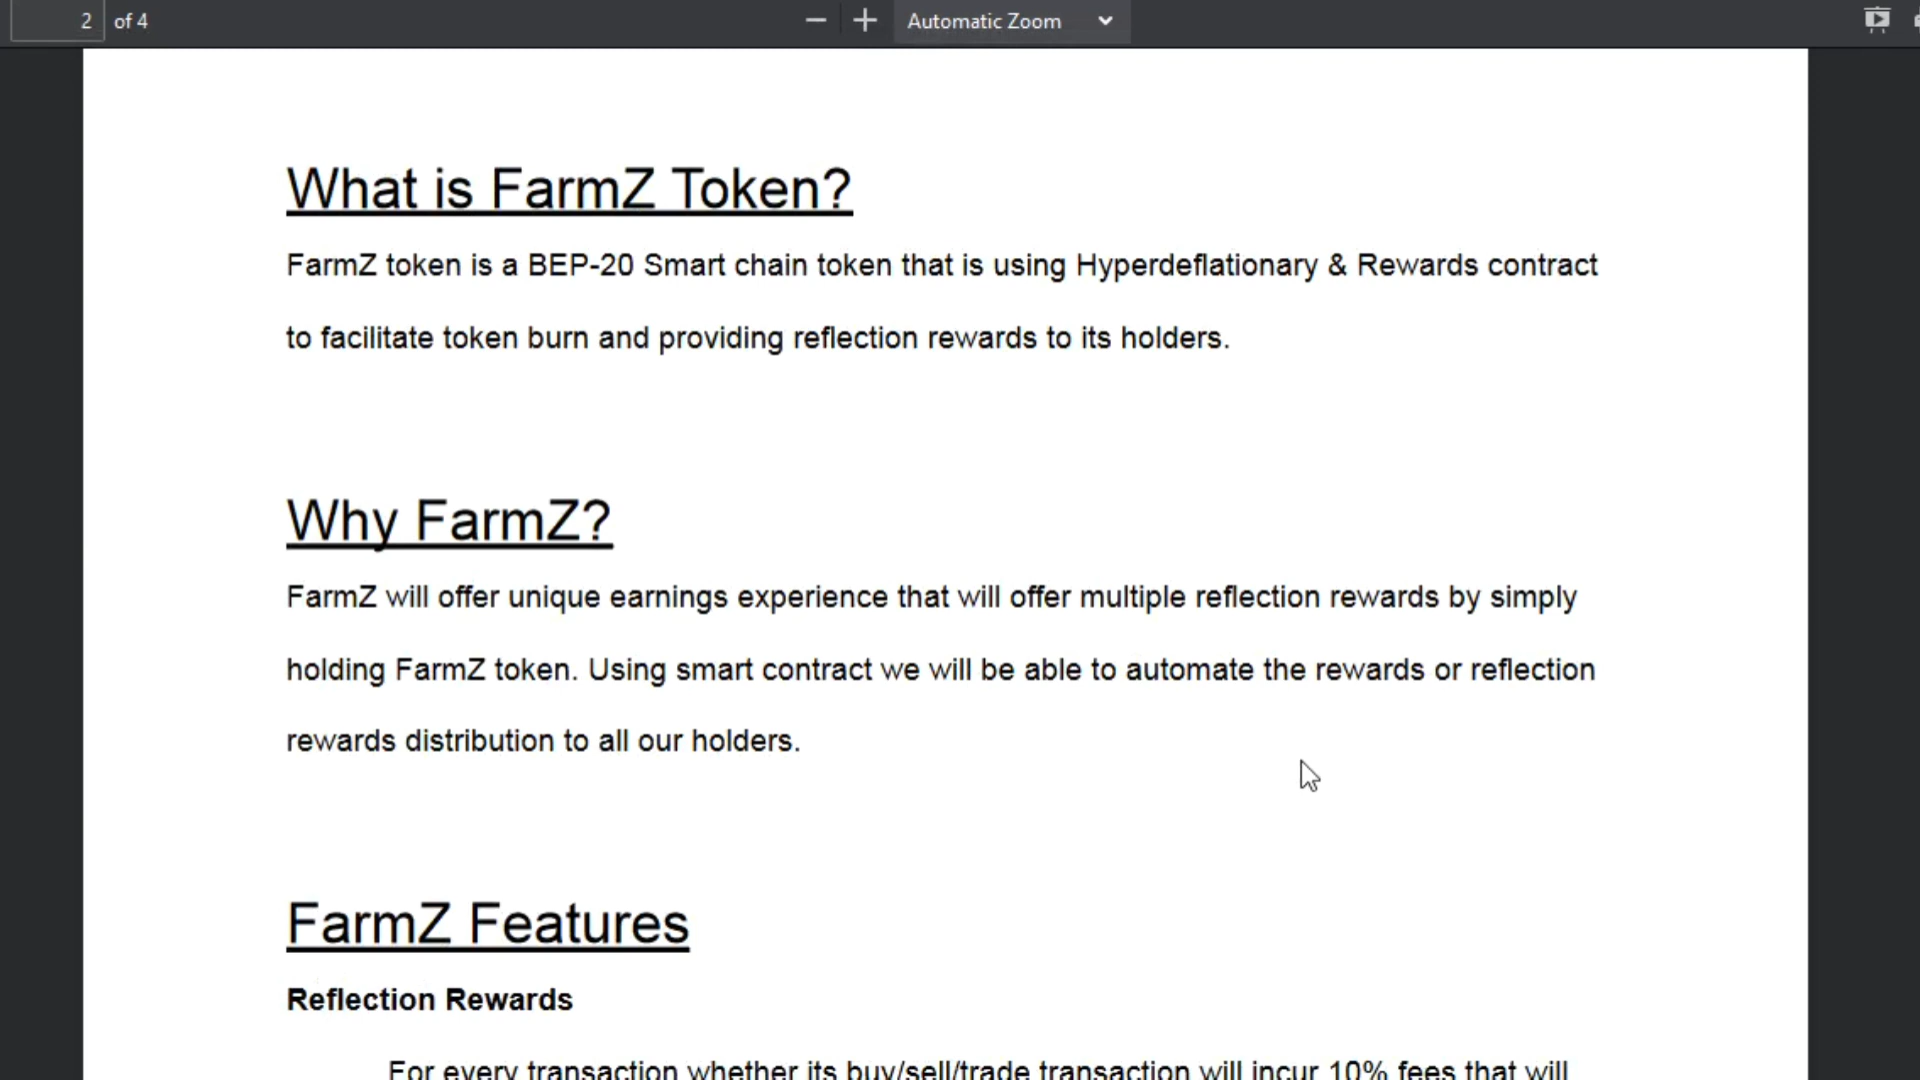 2 of 4 Automatic Zoom
What is FarmZ Token?
FarmZ token is a BEP-20 Smart chain token that is using Hyperdeflationary & Rewards contract
to facilitate token burn and providing reflection rewards to its holders.
Why FarmZ?
FarmZ will offer unique earnings experience that will offer multiple reflection rewards by simply
holding FarmZ token. Using smart contract we will be able to automate the rewards or reflection
rewards distribution to all our holders.
FarmZ Features
Reflection Rewards
For every transaction whether its buy/sell/trade transaction will incur 10% fees that will